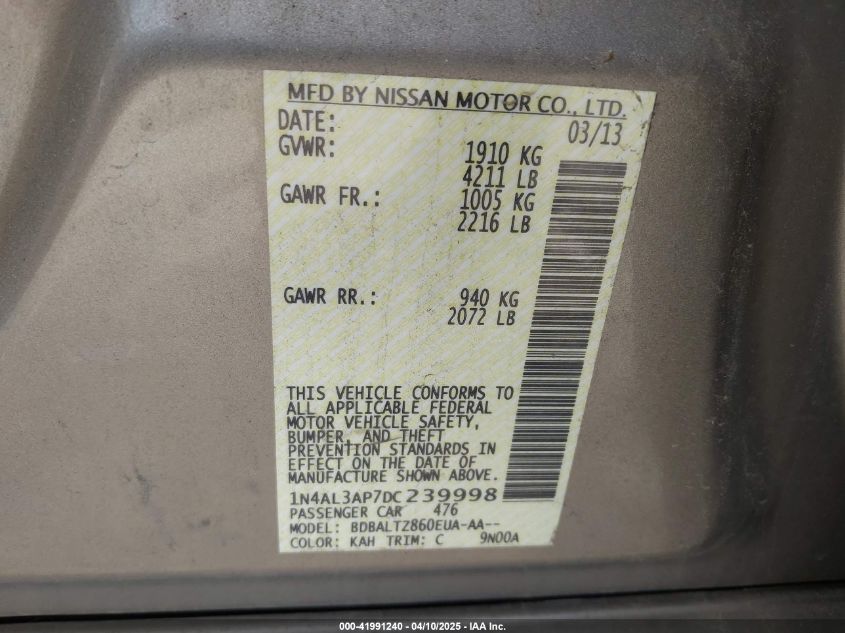 MFD BY NISSAN MOTOR CO., LTD.
DATE: 03/13
GVWR: 1910 KG
4211 LB
GAWR FR.: 1005 KG
2216 LB
GAWR RR.: 940 KG
2072 LB
THIS VEHICLE CONFORMS TO
ALL APPLICABLE FEDERAL
MOTOR VEHICLE SAFETY,
BUMPER, AND THEFT
PREVENTION STANDARDS IN
EFFECT ON THE DATE OF
MANUFACTURE SHOWN ABOVE.
1N4AL3AP7DC239998
PASSENGER CAR 476
MODEL: BDBALTZ860EUA-AA--
COLOR: KAH TRIM: C 9N00A
000-41991240 - 04/10/2025 - IAA Inc.